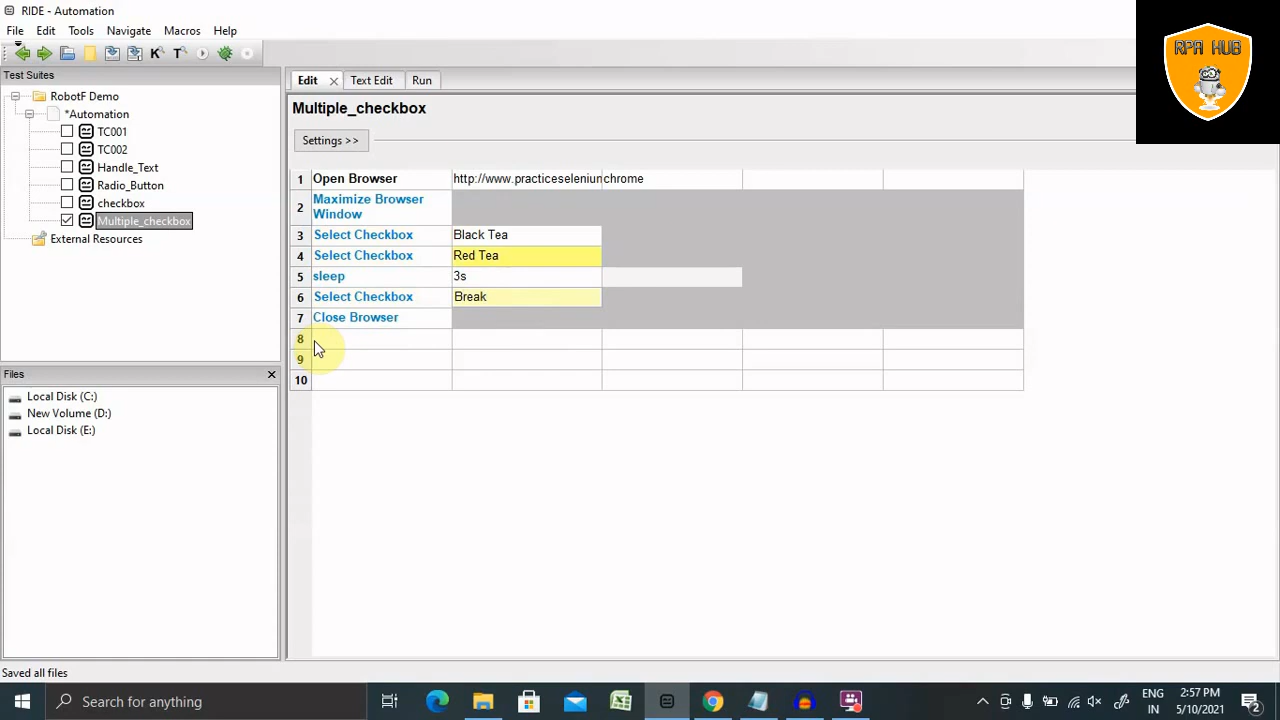 RIDE - Automation
File Edit Tools Navigate Macros Help
RPA HUB
Test Suites
RobotF Demo
*Automation
TC001
TC002
Handle_Text
Radio_Button
checkbox
Multiple_checkbox
External Resources
Files
Local Disk (C:)
New Volume (D:)
Local Disk (E:)
Edit Text Edit Run
Multiple_checkbox
Settings >>
1 Open Browser http://www.practiceseleniun chrome
2 Maximize Browser
Window
3 Select Checkbox Black Tea
4 Select Checkbox Red Tea
5 sleep 3s
6 Select Checkbox Break
7 Close Browser
8
9
10
Saved all files
Search for anything
ENG
IN
2:57 PM
5/10/2021
2